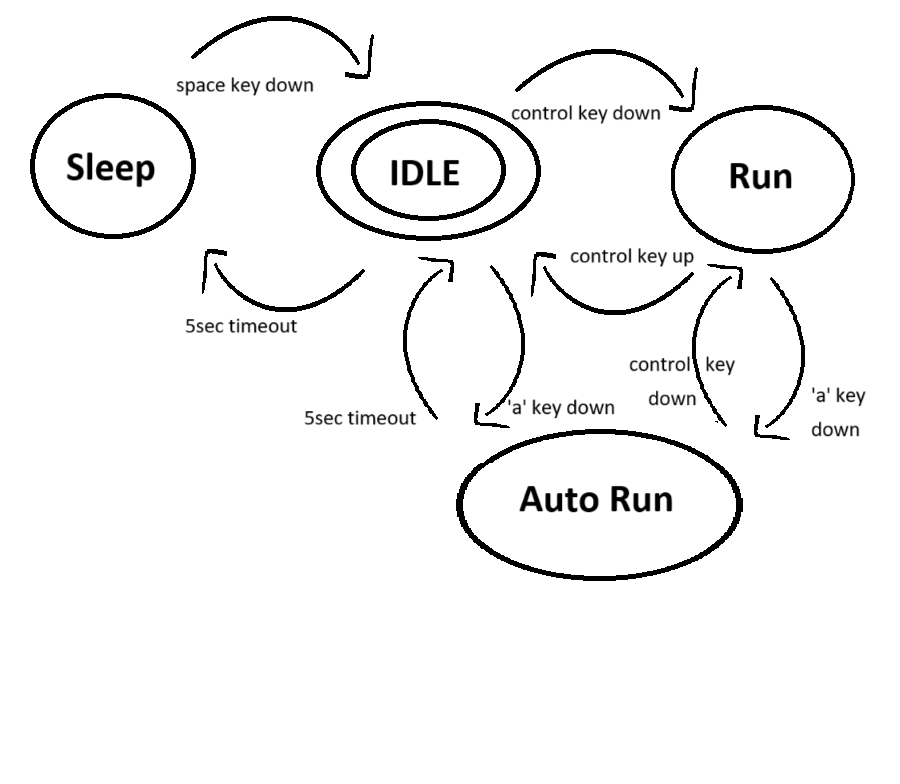 space key down
control key down
Sleep
IDLE
Run
control key up
5sec timeout
control key
down
'a' key
down
5sec timeout
'a' key down
Auto Run